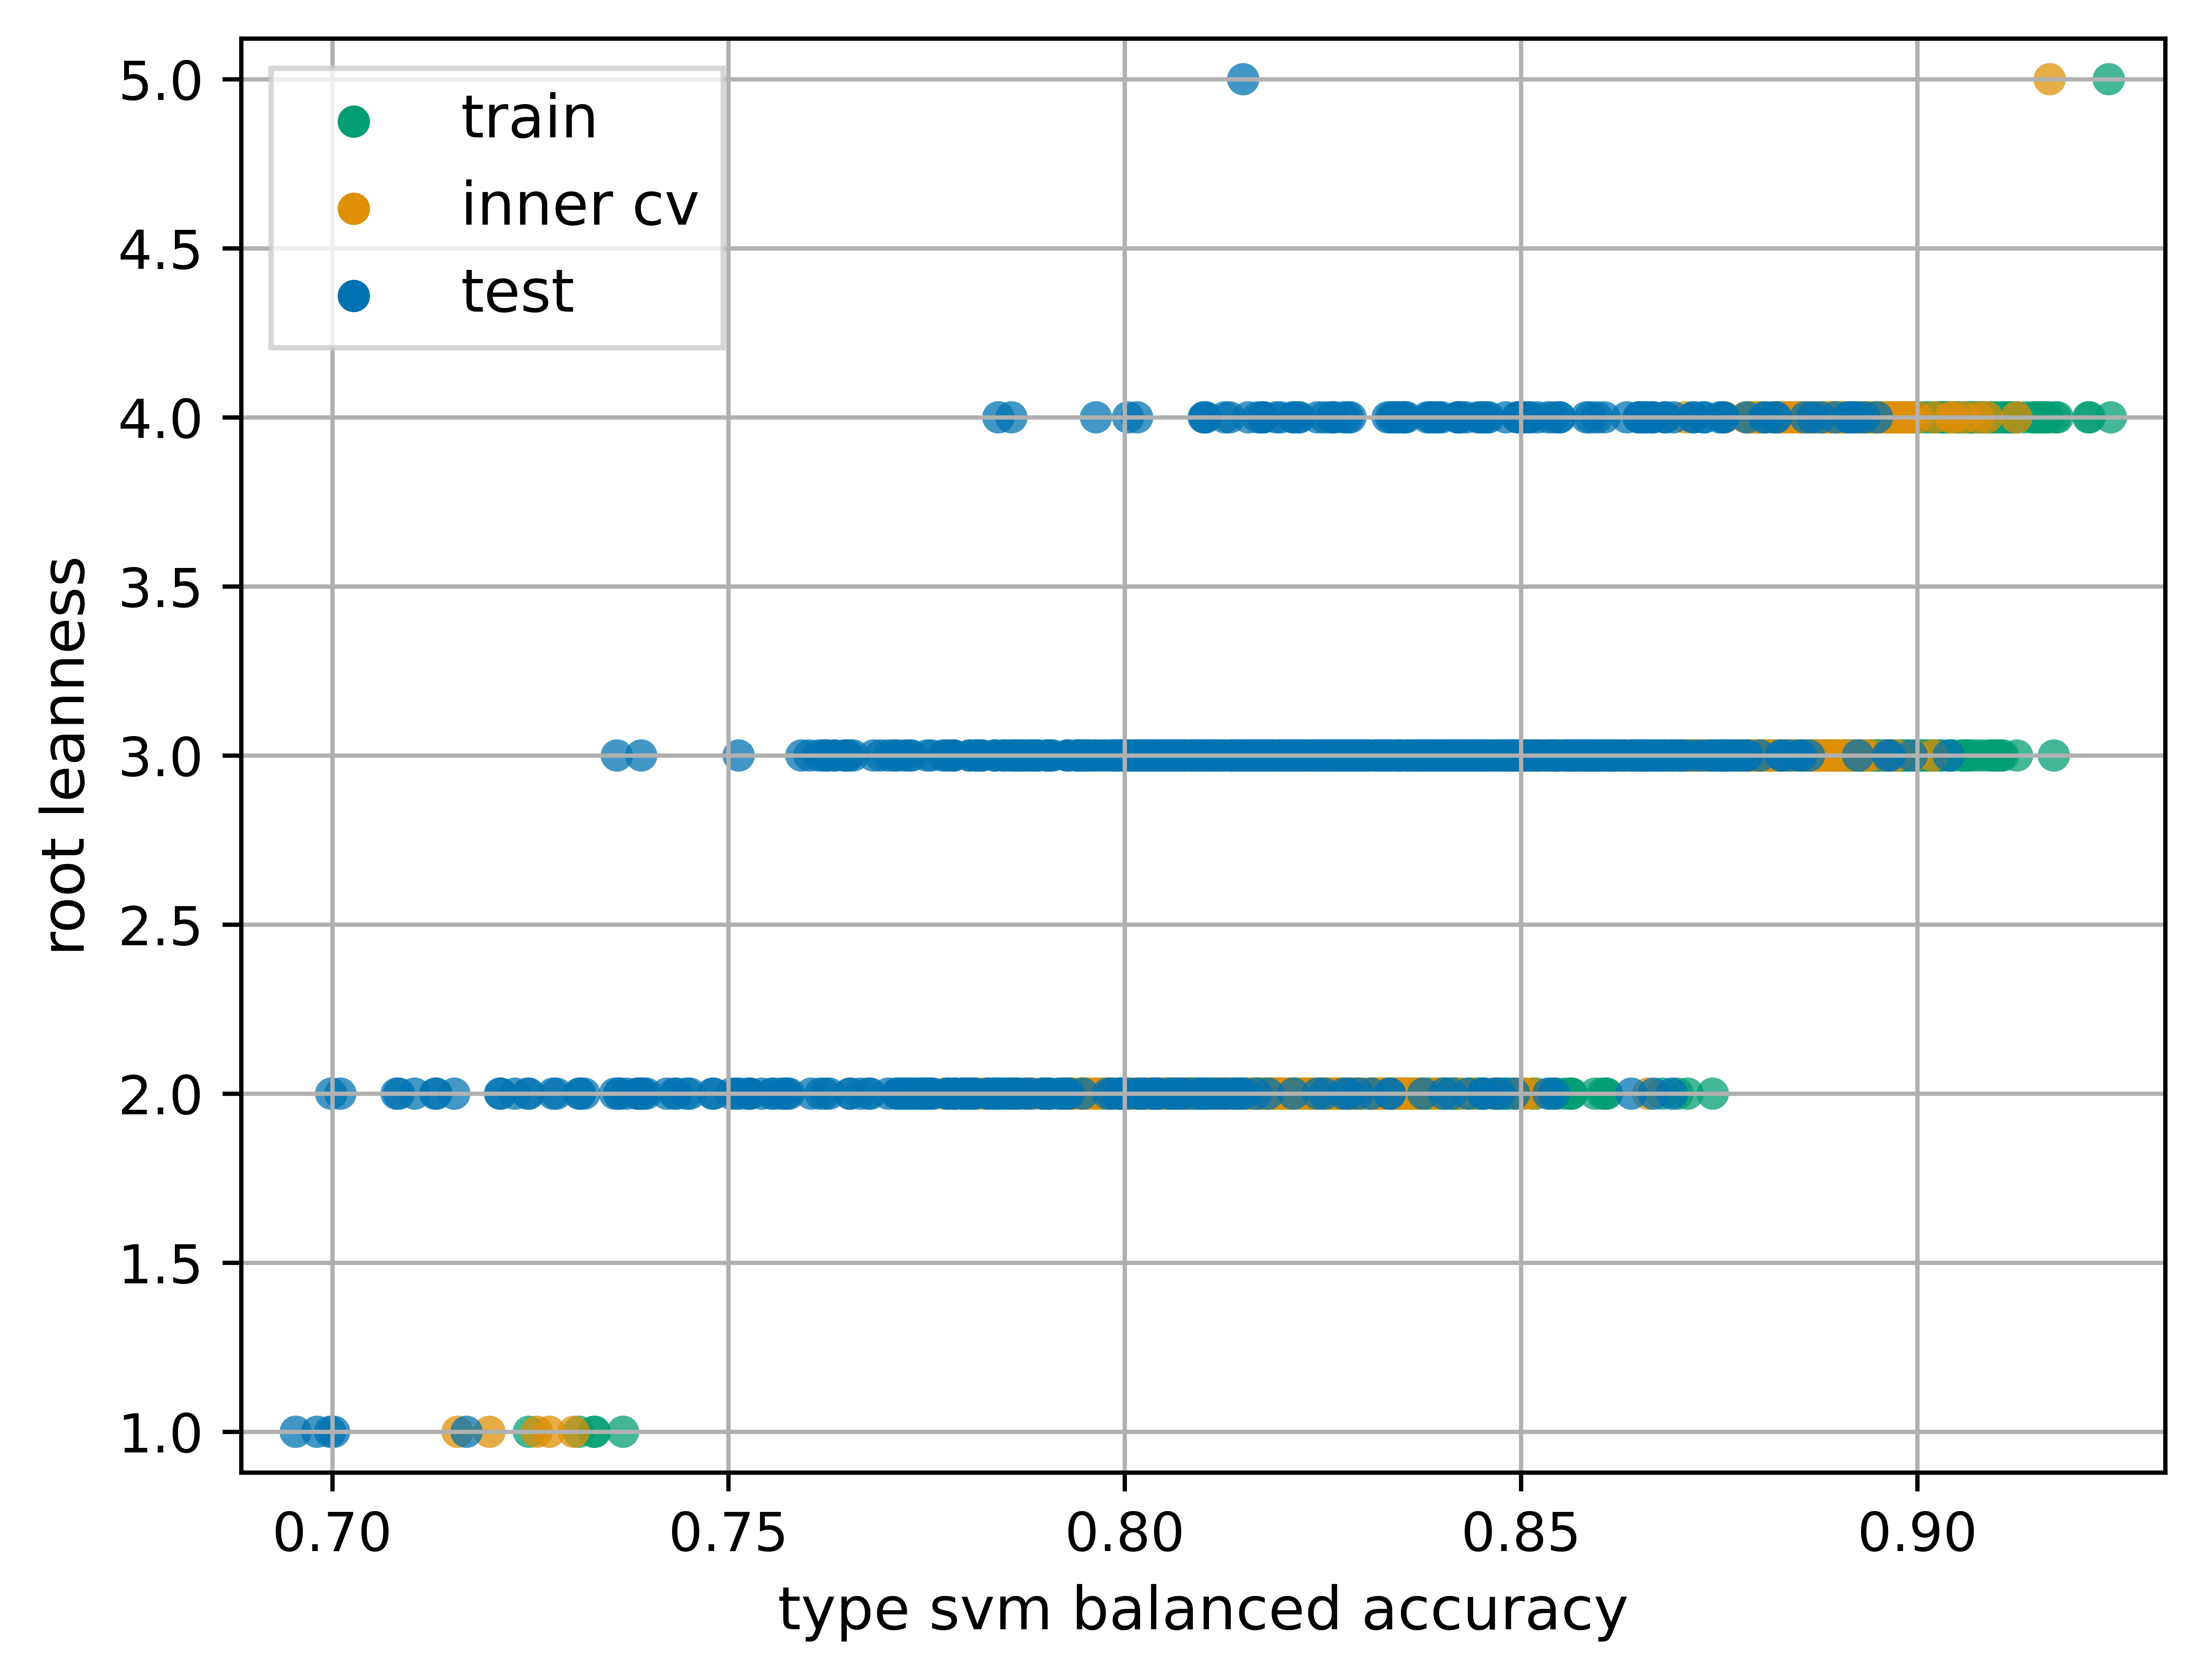 5.0
4.5
4.0
3.5
3.0
2.5
2.0
1.5
1.0
root leanness
train
inner cv
test
0.70 0.75 0.80 0.85 0.90
type svm balanced accuracy